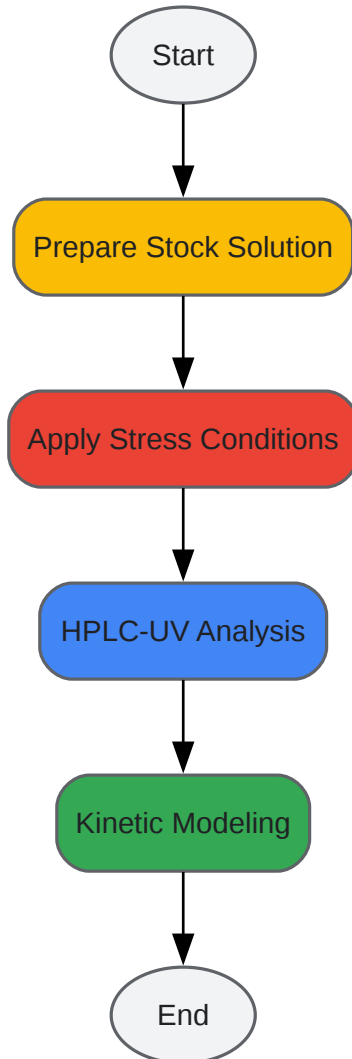 Start
Prepare Stock Solution
Apply Stress Conditions
HPLC-UV Analysis
Kinetic Modeling
End